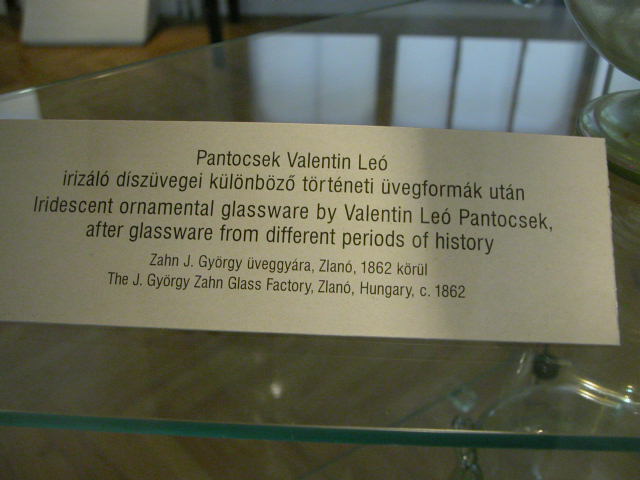 Pantocsek Valentin Leó
irizáló díszüvegei különböző történeti üvegformák után
Iridescent ornamental glassware by Valentin Leó Pantocsek,
after glassware from different periods of history
Zahn J. György üveggyára, Zlanó, 1862 körül
The J. György Zahn Glass Factory, Zlanó, Hungary, c. 1862